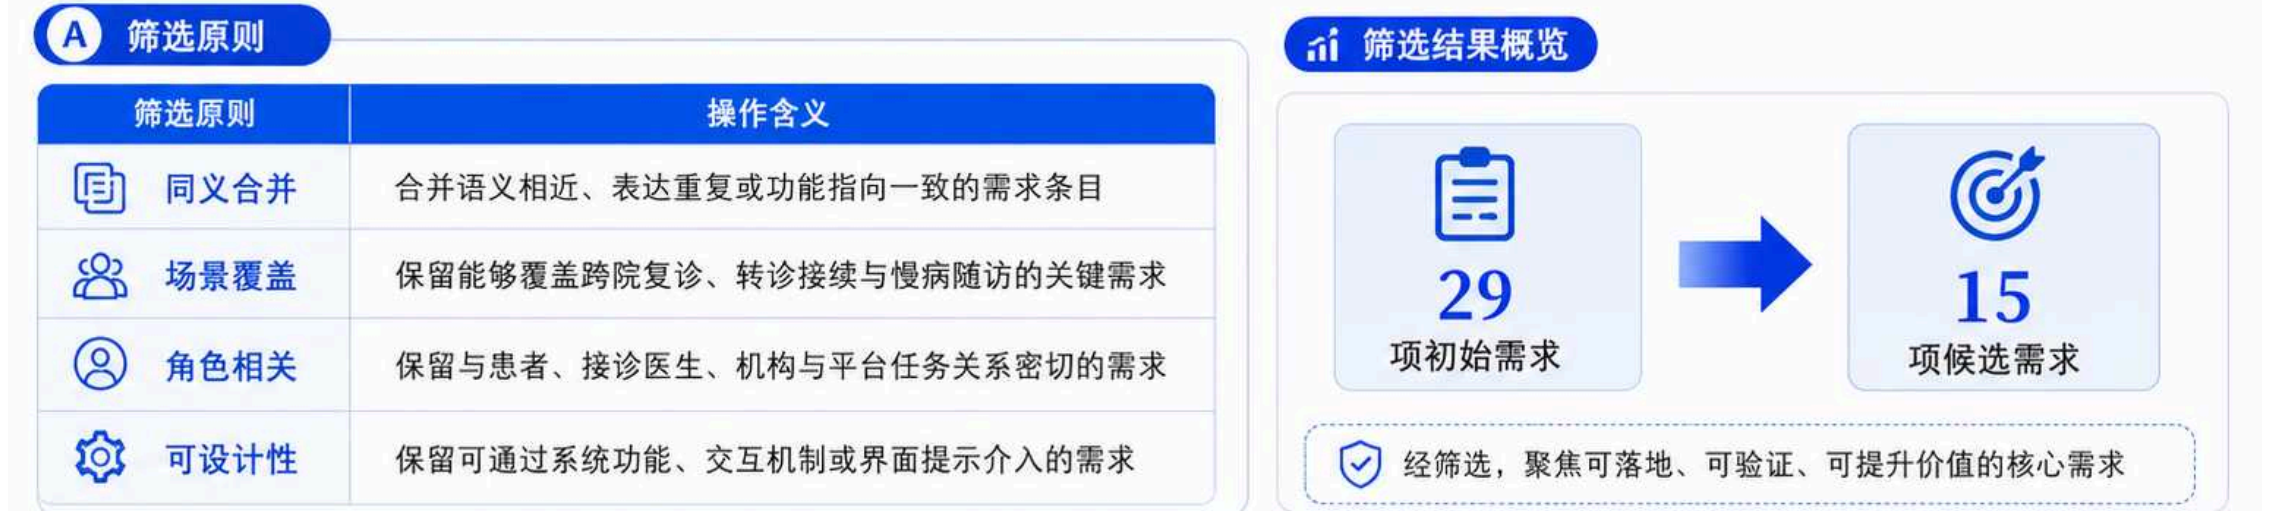 A 筛选原则
筛选原则 操作含义
同义合并 合并语义相近、表达重复或功能指向一致的需求条目
场景覆盖 保留能够覆盖跨院复诊、转诊接续与慢病随访的关键需求
角色相关 保留与患者、接诊医生、机构与平台任务关系密切的需求
可设计性 保留可通过系统功能、交互机制或界面提示介入的需求
筛选结果概览
29
项初始需求
15
项候选需求
经筛选，聚焦可落地、可验证、可提升价值的核心需求